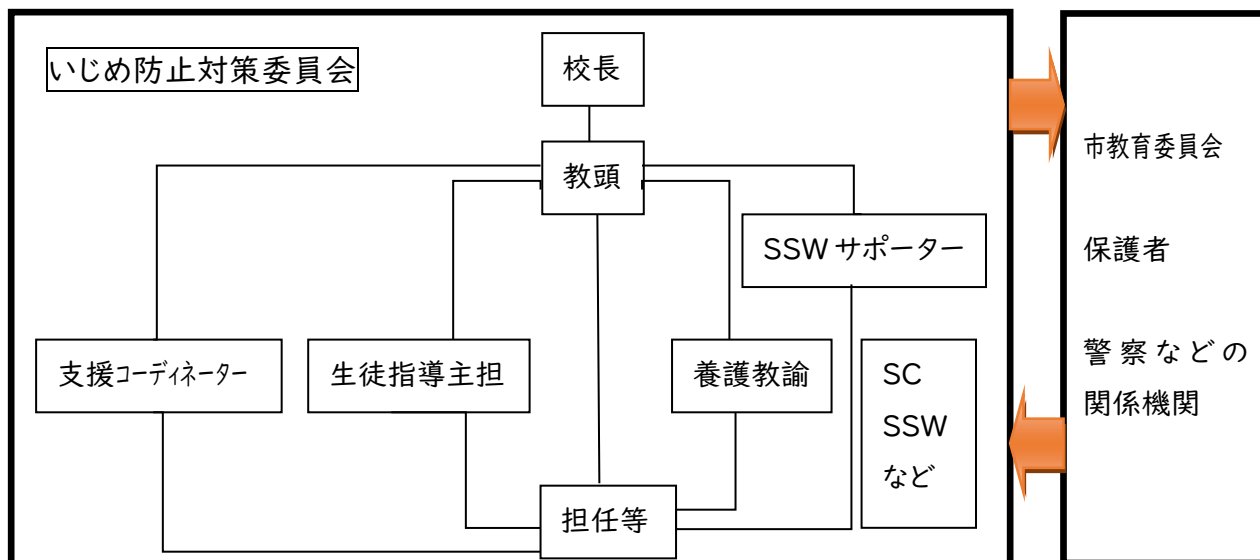 いじめ防止対策委員会
校長
教頭
SSWサポーター
支援コーディネーター
生徒指導主担
養護教諭
SC
SSW
など
担任等
市教育委員会
保護者
警察などの
関係機関